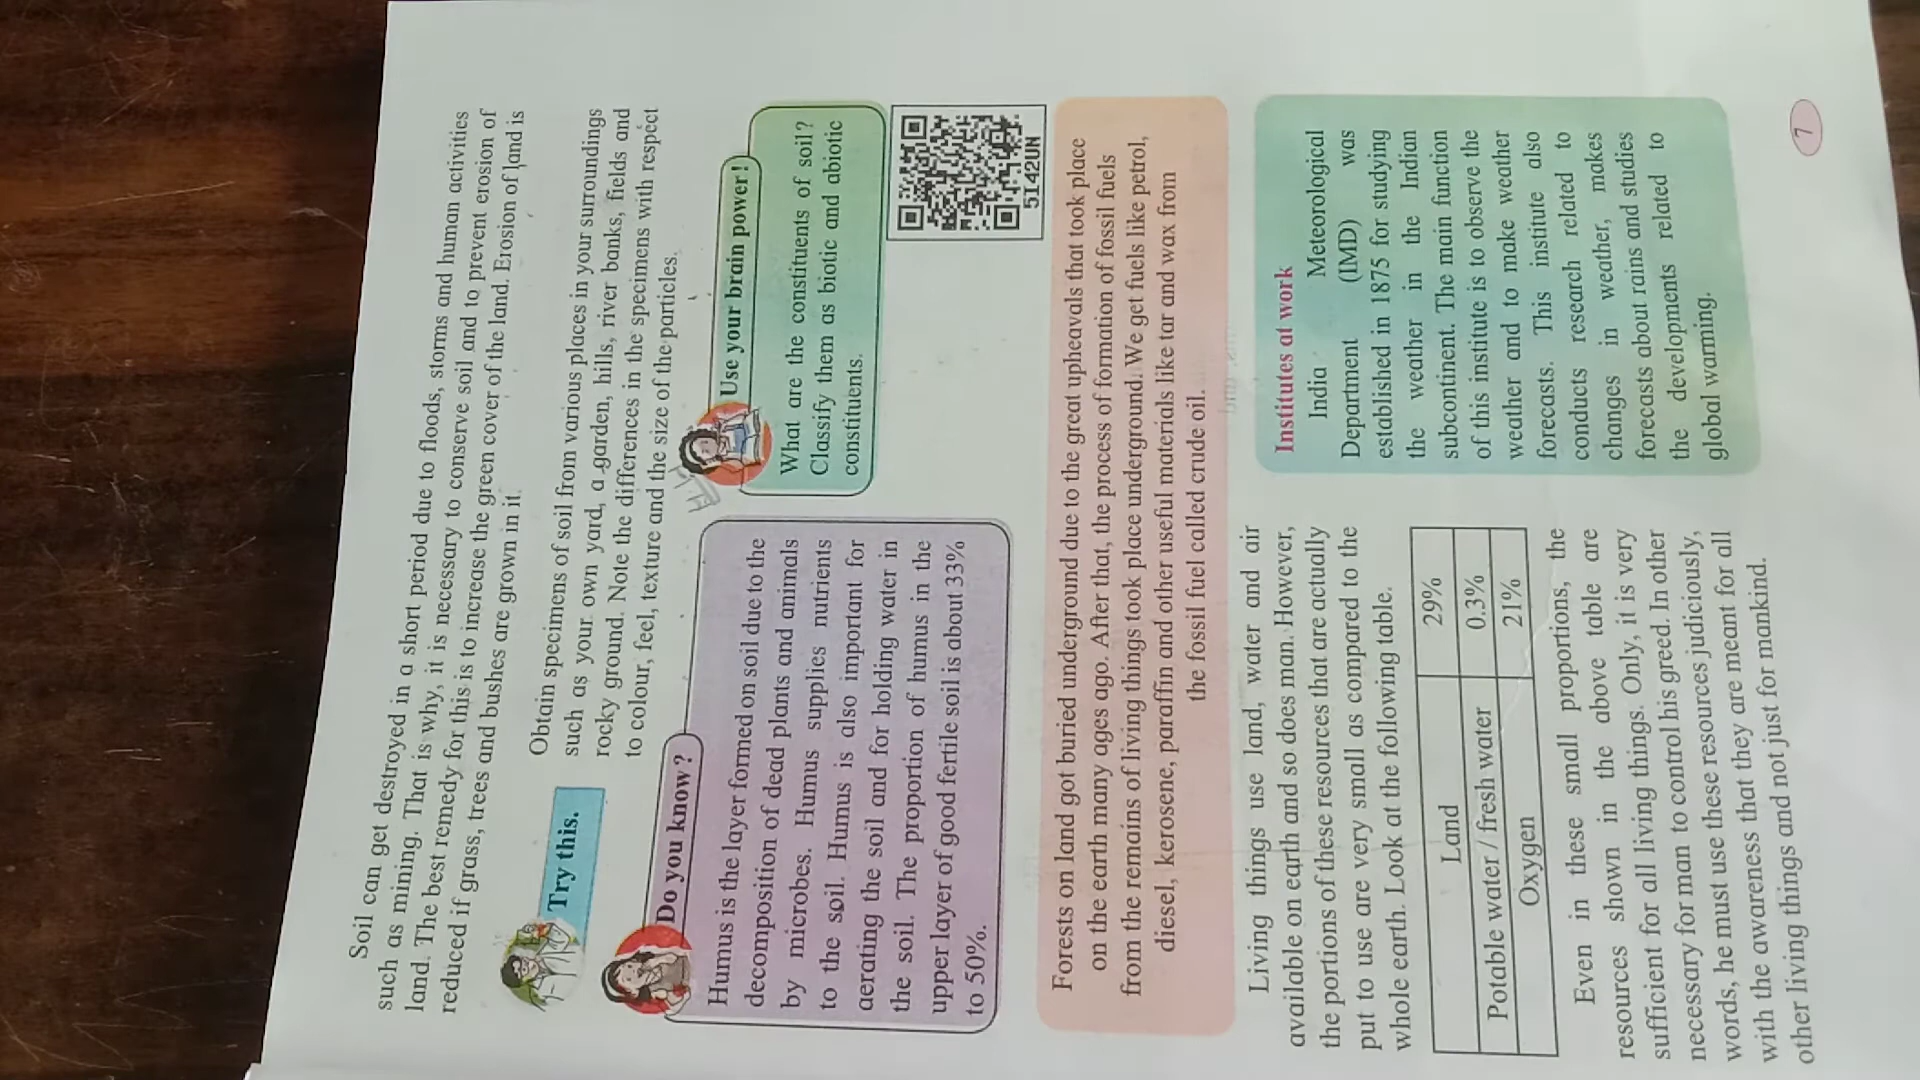 Soil can get destroyed in a short period due to floods, storms and human activities
such as mining. That is why, it is necessary to conserve soil and to prevent erosion of
land. The best remedy for this is to increase the green cover of the land. Erosion of land is
reduced if grass, trees and bushes are grown in it.
Try this.
Obtain specimens of soil from various places in your surroundings
such as your own yard, a garden, hills, river banks, fields and
rocky ground. Note the differences in the specimens with respect
to colour, feel, texture and the size of the particles.
Do you know?
Humus is the layer formed on soil due to the
decomposition of dead plants and animals
by microbes. Humus supplies nutrients
to the soil. Humus is also important for
aerating the soil and for holding water in
the soil. The proportion of humus in the
upper layer of good fertile soil is about 33%
to 50%.
Use your brain power!
What are the constituents of soil?
Classify them as biotic and abiotic
constituents.
5I42UN
Forests on land got buried underground due to the great upheavals that took place
on the earth many ages ago. After that, the process of formation of fossil fuels
from the remains of living things took place underground. We get fuels like petrol,
diesel, kerosene, paraffin and other useful materials like tar and wax from
the fossil fuel called crude oil.
Living things use land, water and air
available on earth and so does man. However,
the portions of these resources that are actually
put to use are very small as compared to the
whole earth. Look at the following table.
Land 29%
Potable water / fresh water 0.3%
Oxygen 21%
Even in these small proportions, the
resources shown in the above table are
sufficient for all living things. Only, it is very
necessary for man to control his greed. In other
words, he must use these resources judiciously,
with the awareness that they are meant for all
other living things and not just for mankind.
Institutes at work
India Meteorological
Department (IMD) was
established in 1875 for studying
the weather in the Indian
subcontinent. The main function
of this institute is to observe the
weather and to make weather
forecasts. This institute also
conducts research related to
changes in weather, makes
forecasts about rains and studies
the developments related to
global warming.
7